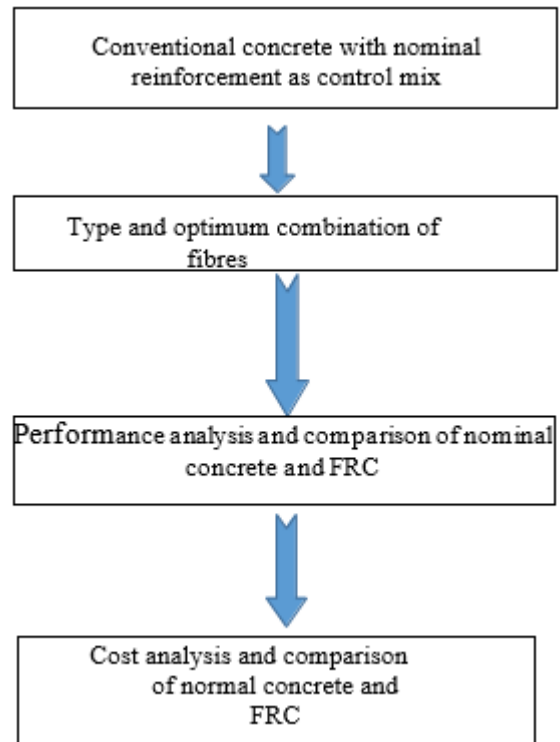 Conventional concrete with nominal
reinforcement as control mix
Type and optimum combination of
fibres
Performance analysis and comparison of nominal
concrete and FRC
Cost analysis and comparison
of normal concrete and
FRC